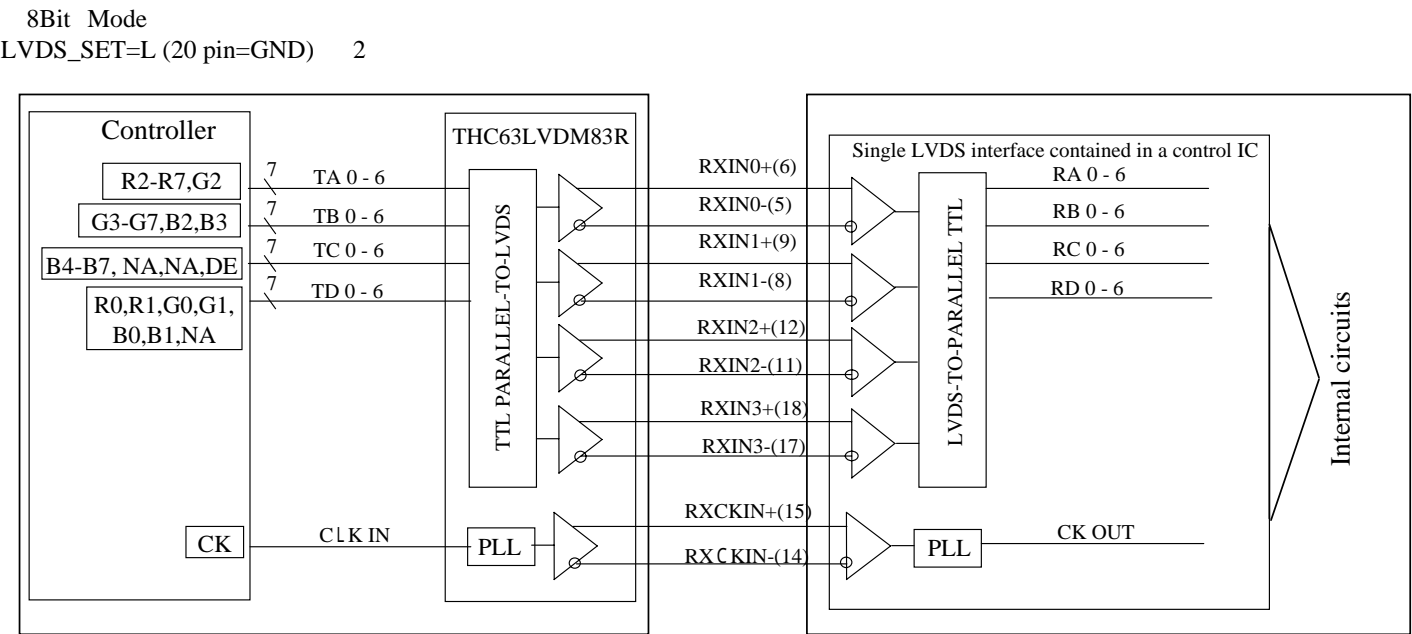 8Bit Mode
LVDS_SET=L (20 pin=GND) 2
Controller
R2-R7,G2
G3-G7,B2,B3
B4-B7, NA,NA,DE
R0,R1,G0,G1,
B0,B1,NA
CK
7
TA 0 - 6
7
TB 0 - 6
7
TC 0 - 6
7
TD 0 - 6
CLK IN
THC63LVDM83R
TTL PARALLEL-TO-LVDS
PLL
RXIN0+(6)
RXIN0-(5)
RXIN1+(9)
RXIN1-(8)
RXIN2+(12)
RXIN2-(11)
RXIN3+(18)
RXIN3-(17)
RXCKIN+(15)
RXCKIN-(14)
Single LVDS interface contained in a control IC
LVDS-TO-PARALLEL TTL
PLL
RA 0 - 6
RB 0 - 6
RC 0 - 6
RD 0 - 6
CK OUT
Internal circuits